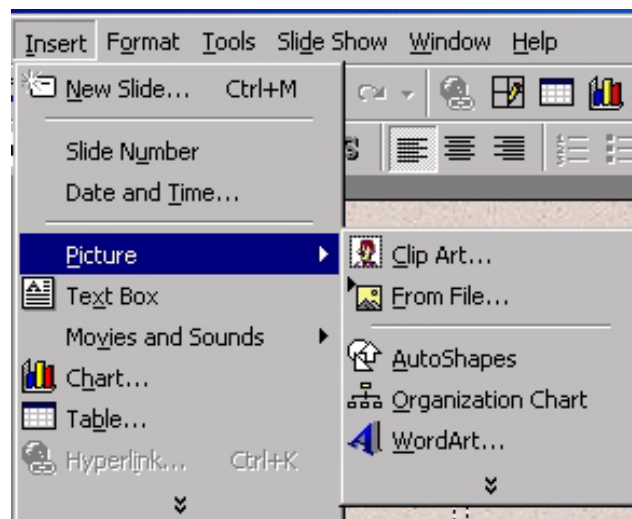 Insert Format Tools Slide Show Window Help
New Slide... Ctrl+M
Slide Number
Date and Time...
Picture
Text Box
Movies and Sounds
Chart...
Table...
Hyperlink... Ctrl+K
Clip Art...
From File...
AutoShapes
Organization Chart
WordArt...